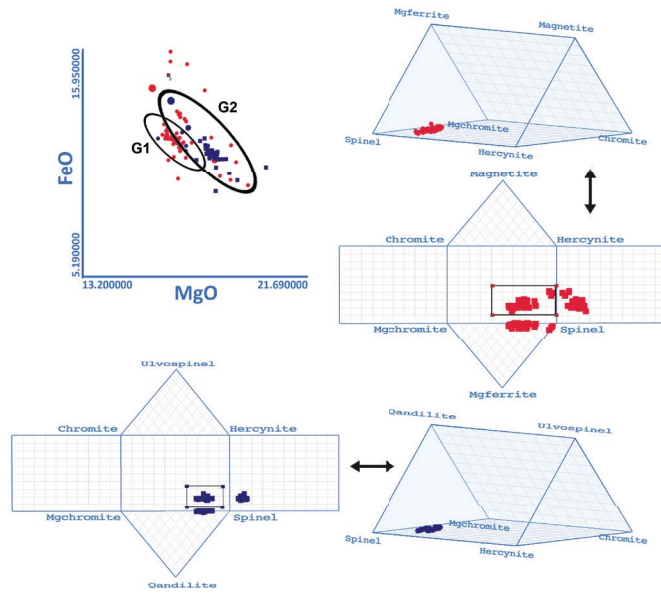 15.950000
FeO
5.190000
G1
G2
13.200000
MgO
21.690000
Mgferrite
Magnetite
Mgchromite
Spinel
Chromite
Hercynite
Magnetite
Chromite
Hercynite
Mgchromite
Spinel
Mgferrite
Ulvospinel
Chromite
Hercynite
Mgchromite
Spinel
Qandilite
Qandilite
Ulvospinel
Mgchromite
Spinel
Chromite
Hercynite